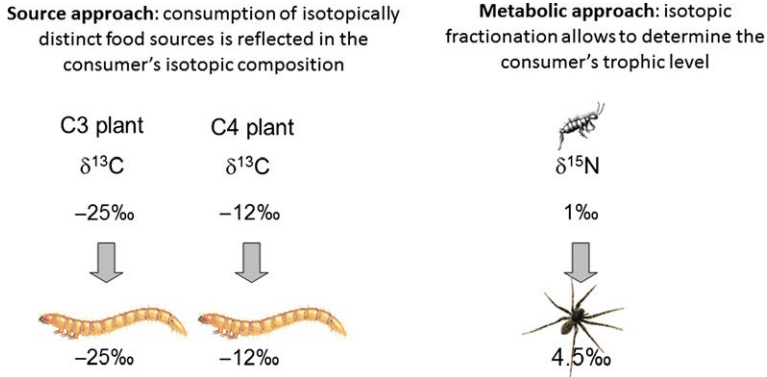 Source approach: consumption of isotopically
distinct food sources is reflected in the
consumer's isotopic composition
C3 plant
C4 plant
δ¹³C
δ¹³C
–25‰
–12‰
–25‰
–12‰
Metabolic approach: isotopic
fractionation allows to determine the
consumer's trophic level
δ¹⁵N
1‰
4.5‰